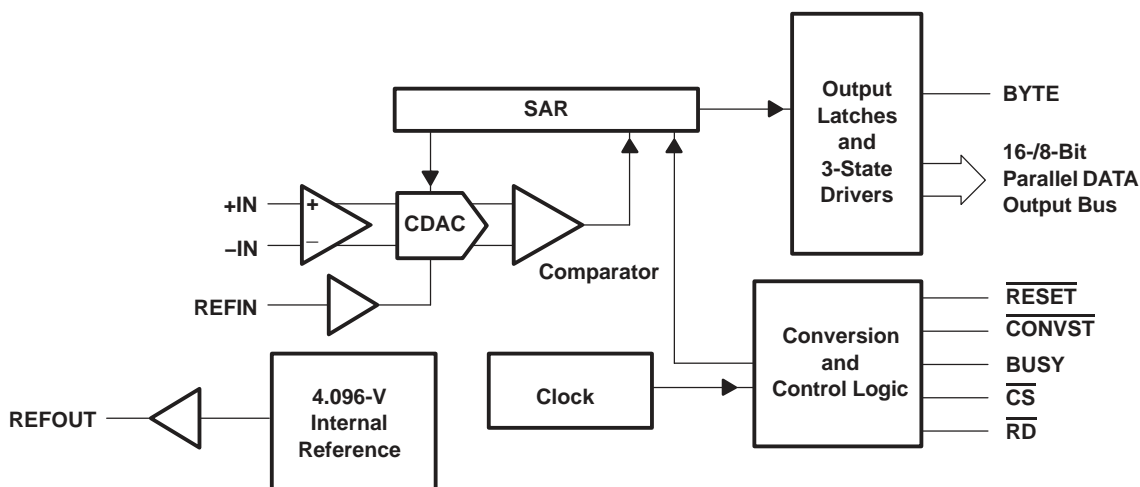 SAR
Output
Latches
and
3-State
Drivers
BYTE
16-/8-Bit
Parallel DATA
Output Bus
+IN
+
CDAC
–IN
–
Comparator
REFIN
RESET
CONVST
BUSY
CS
RD
Conversion
and
Control Logic
Clock
4.096-V
Internal
Reference
REFOUT